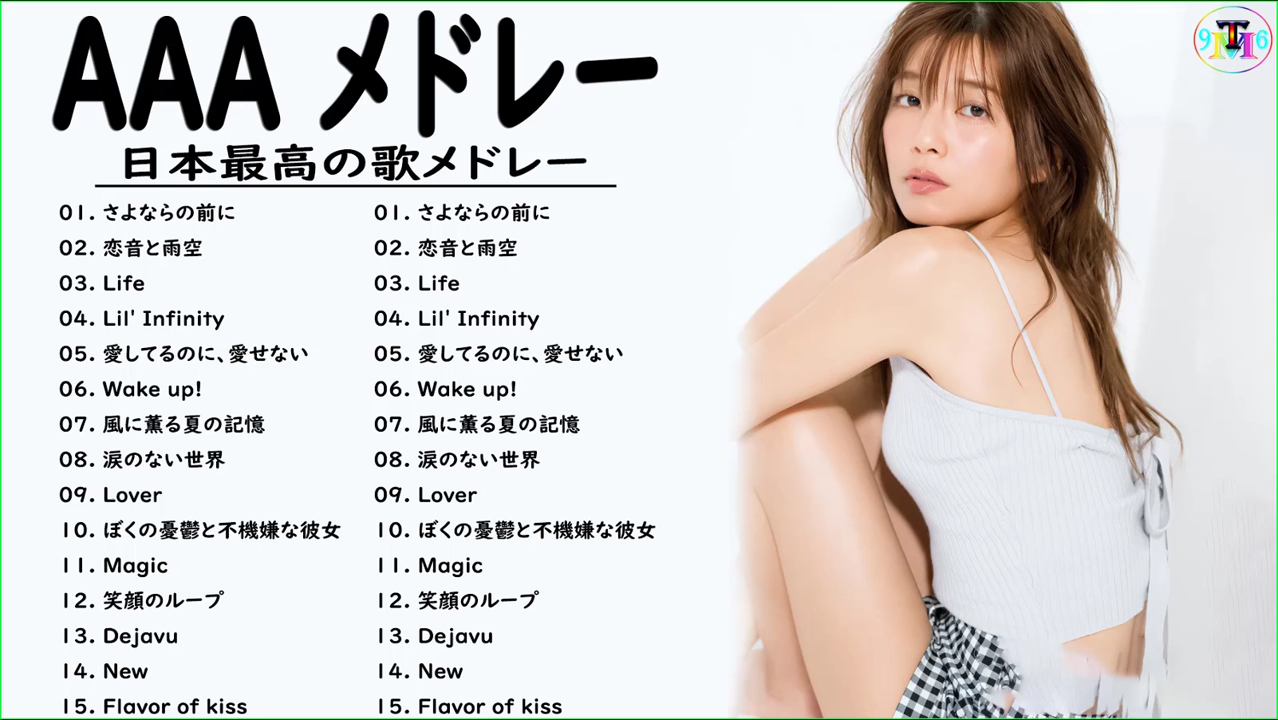 AAA メドレー
日本最高の歌メドレー
01. さよならの前に
02. 恋音と雨空
03. Life
04. Lil' Infinity
05. 愛してるのに、愛せない
06. Wake up!
07. 風に薫る夏の記憶
08. 涙のない世界
09. Lover
10. ぼくの憂鬱と不機嫌な彼女
11. Magic
12. 笑顔のループ
13. Dejavu
14. New
15. Flavor of kiss
01. さよならの前に
02. 恋音と雨空
03. Life
04. Lil' Infinity
05. 愛してるのに、愛せない
06. Wake up!
07. 風に薫る夏の記憶
08. 涙のない世界
09. Lover
10. ぼくの憂鬱と不機嫌な彼女
11. Magic
12. 笑顔のループ
13. Dejavu
14. New
15. Flavor of kiss
9 TM 6